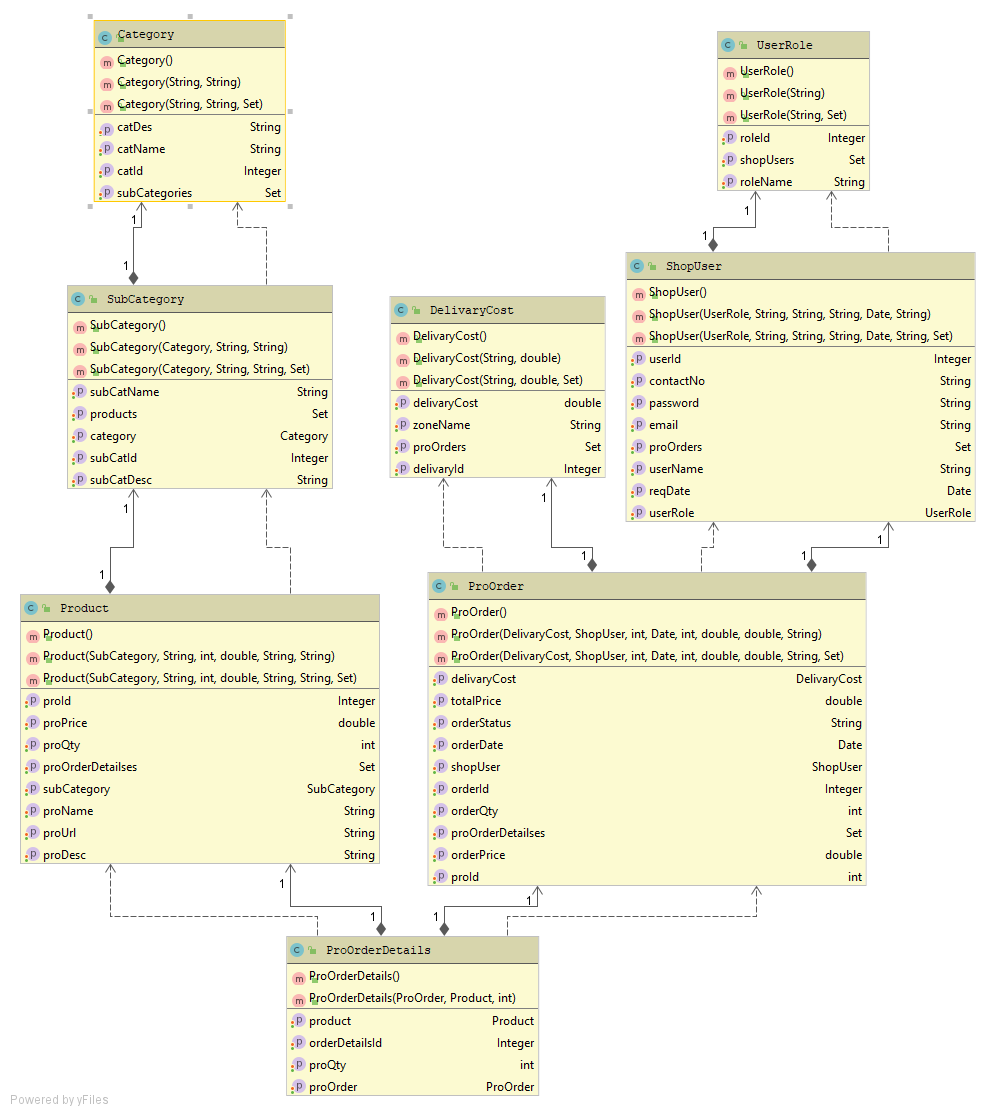 Category
Category()
Category(String, String)
Category(String, String, Set)
catDes String
catName String
catId Integer
subCategories Set
UserRole
UserRole()
UserRole(String)
UserRole(String, Set)
roleId Integer
shopUsers Set
roleName String
1
1
1
1
SubCategory
SubCategory()
SubCategory(Category, String, String)
SubCategory(Category, String, String, Set)
subCatName String
products Set
category Category
subCatId Integer
subCatDesc String
DelivaryCost
DelivaryCost()
DelivaryCost(String, double)
DelivaryCost(String, double, Set)
delivaryCost double
zoneName String
proOrders Set
delivaryId Integer
ShopUser
ShopUser()
ShopUser(UserRole, String, String, String, Date, String)
ShopUser(UserRole, String, String, String, Date, String, Set)
userId Integer
contactNo String
password String
email String
proOrders Set
userName String
reqDate Date
userRole UserRole
1
1
1
1
1
1
Product
Product()
Product(SubCategory, String, int, double, String, String)
Product(SubCategory, String, int, double, String, String, Set)
proId Integer
proPrice double
proQty int
proOrderDetailses Set
subCategory SubCategory
proName String
proUrl String
proDesc String
ProOrder
ProOrder()
ProOrder(DelivaryCost, ShopUser, int, Date, int, double, double, String)
ProOrder(DelivaryCost, ShopUser, int, Date, int, double, double, String, Set)
delivaryCost DelivaryCost
totalPrice double
orderStatus String
orderDate Date
shopUser ShopUser
orderId Integer
orderQty int
proOrderDetailses Set
orderPrice double
proId int
1
1
1
1
ProOrderDetails
ProOrderDetails()
ProOrderDetails(ProOrder, Product, int)
product Product
orderDetailsId Integer
proQty int
proOrder ProOrder
Powered by yFiles